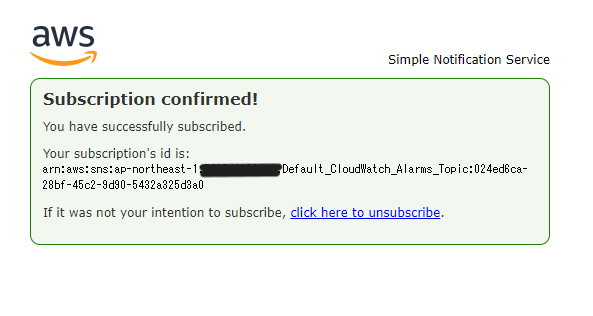 aws
Simple Notification Service
Subscription confirmed!
You have successfully subscribed.
Your subscription's id is:
arn:aws:sns:ap-northeast-1 Default_CloudWatch_Alarms_Topic:024ed6ca-
28bf-45c2-9d90-5432a325d3a0
If it was not your intention to subscribe, click here to unsubscribe.